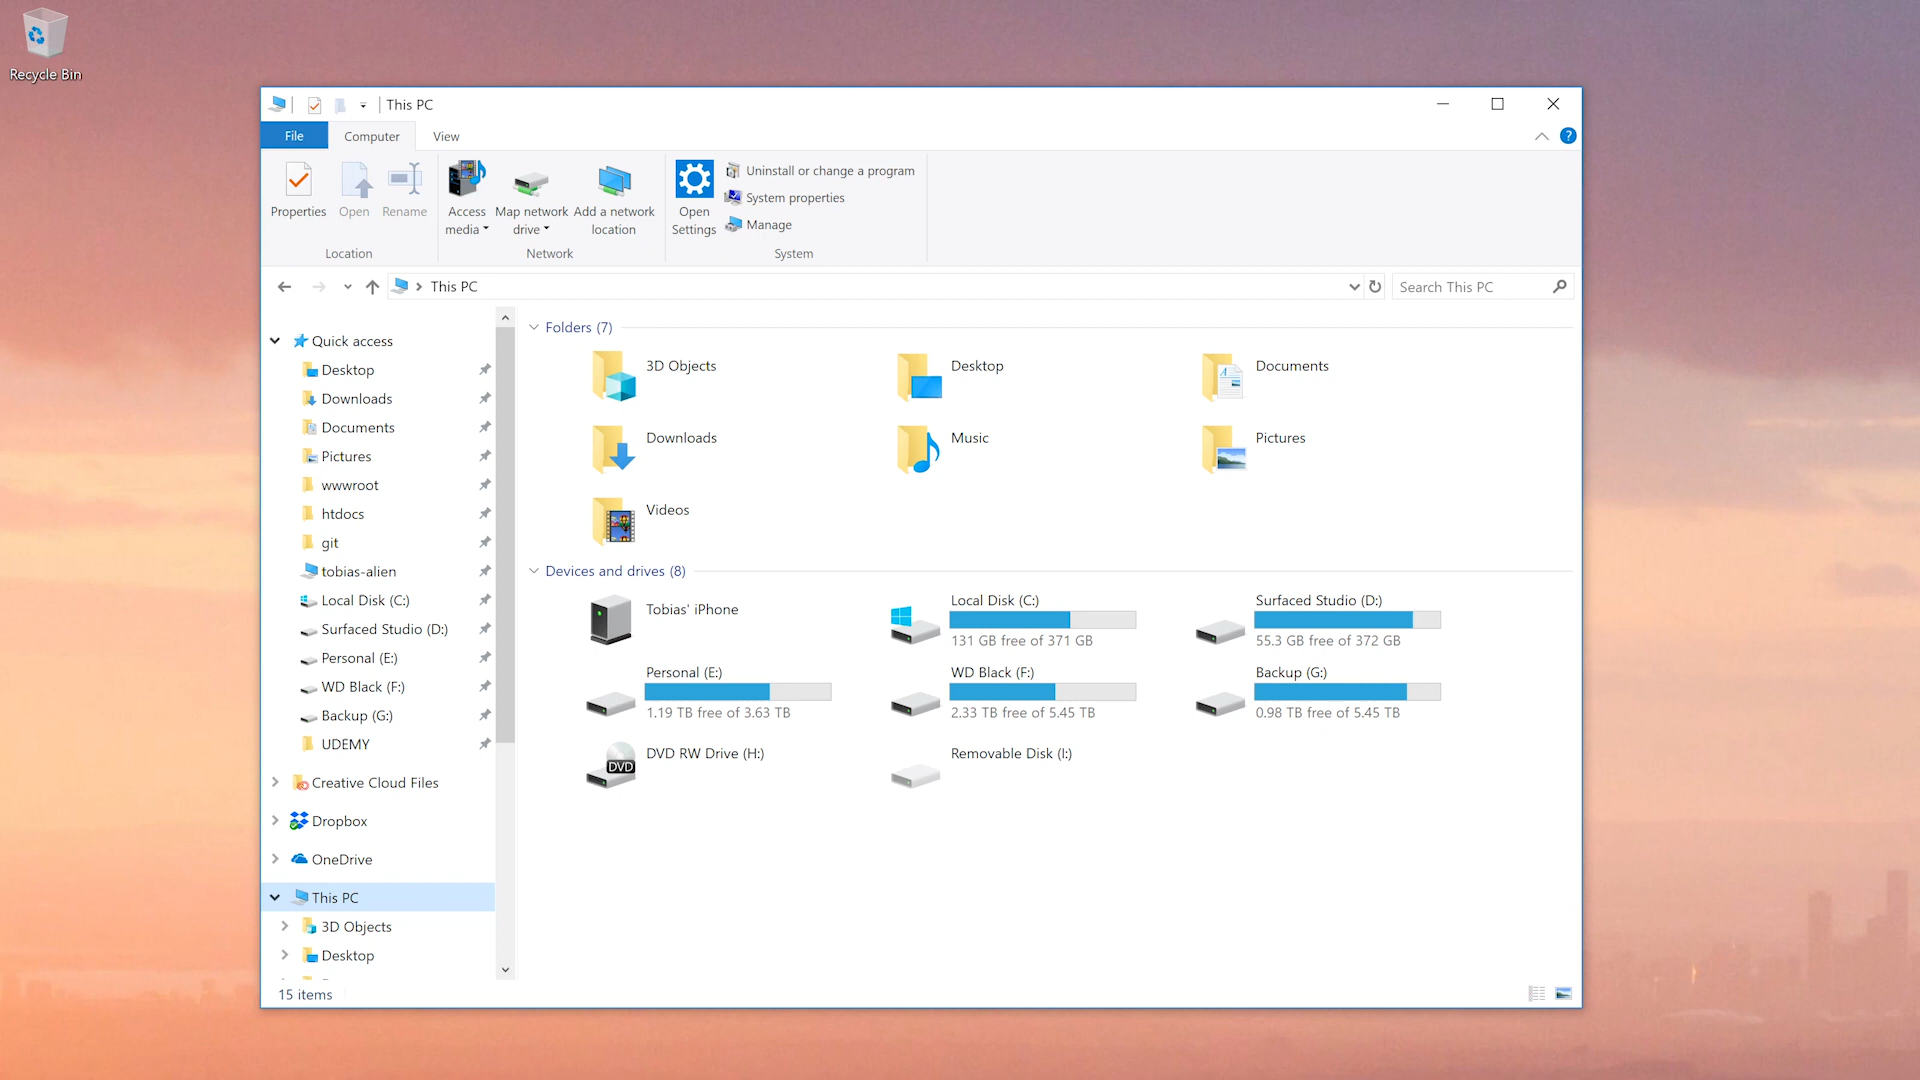 Recycle Bin
This PC
File
Computer
View
?
Properties
Open
Rename
Access media
Map network drive
Add a network location
Open Settings
Uninstall or change a program
System properties
Manage
Location
Network
System
This PC
Search This PC
Quick access
Desktop
Downloads
Documents
Pictures
wwwroot
htdocs
git
tobias-alien
Local Disk (C:)
Surfaced Studio (D:)
Personal (E:)
WD Black (F:)
Backup (G:)
UDEMY
Creative Cloud Files
Dropbox
OneDrive
This PC
3D Objects
Desktop
Folders (7)
3D Objects
Desktop
Documents
Downloads
Music
Pictures
Videos
Devices and drives (8)
Tobias' iPhone
Local Disk (C:)
131 GB free of 371 GB
Surfaced Studio (D:)
55.3 GB free of 372 GB
Personal (E:)
1.19 TB free of 3.63 TB
WD Black (F:)
2.33 TB free of 5.45 TB
Backup (G:)
0.98 TB free of 5.45 TB
DVD
DVD RW Drive (H:)
Removable Disk (I:)
15 items